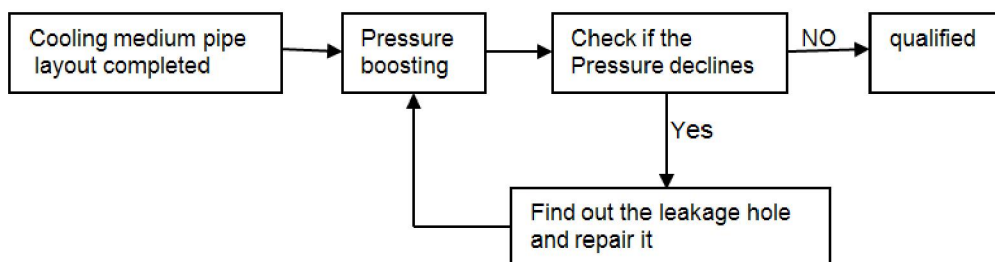 Cooling medium pipe
layout completed
Pressure
boosting
Check if the
Pressure declines
NO
qualified
Yes
Find out the leakage hole
and repair it